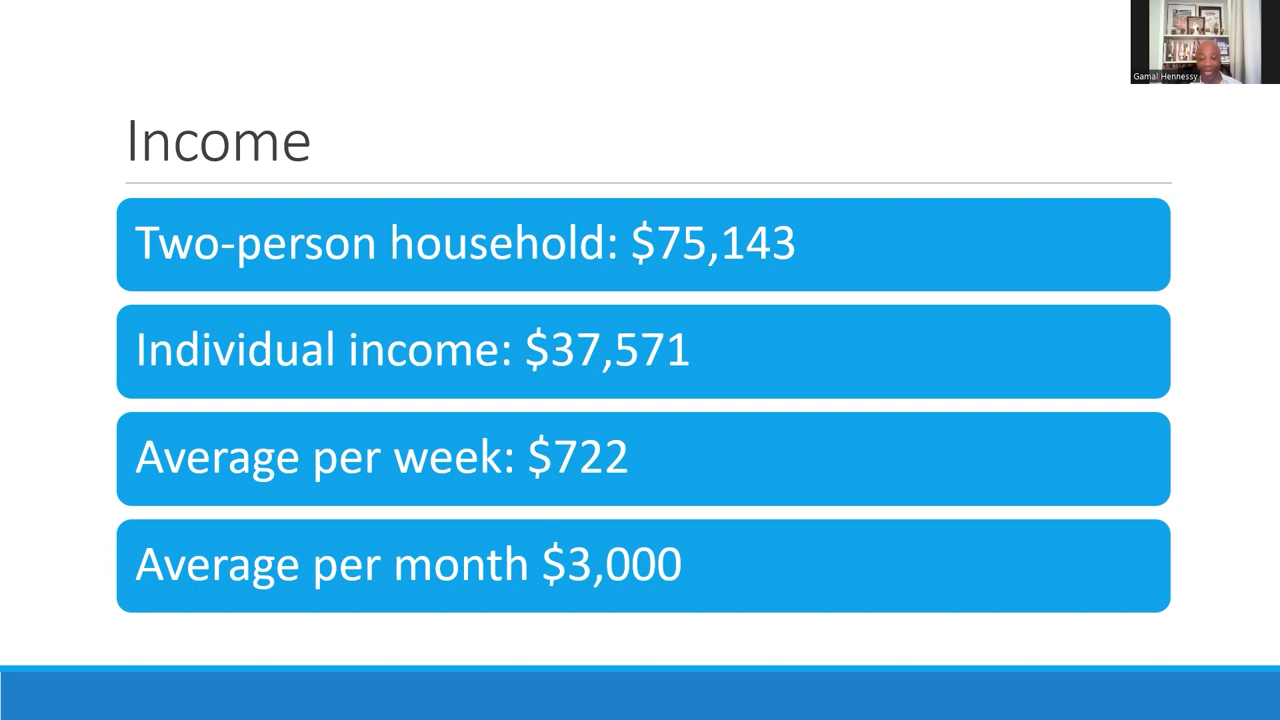 Gamal Hennessy
Income
Two-person household: $75,143
Individual income: $37,571
Average per week: $722
Average per month $3,000